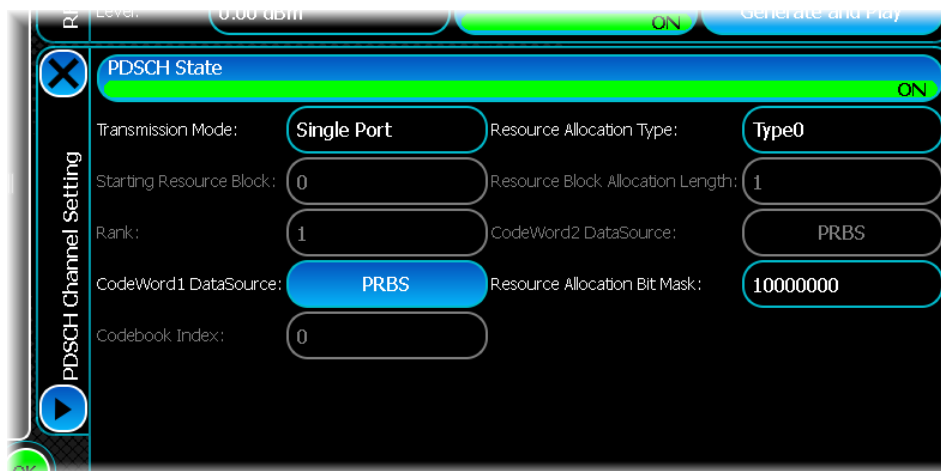 Level:
0.00 dBm
ON
Generate and Play
PDSCH State
ON
PDSCH Channel Setting
Transmission Mode:
Single Port
Resource Allocation Type:
Type0
Starting Resource Block:
0
Resource Block Allocation Length:
1
Rank:
1
CodeWord2 DataSource:
PRBS
CodeWord1 DataSource:
PRBS
Resource Allocation Bit Mask:
10000000
Codebook Index:
0
OK